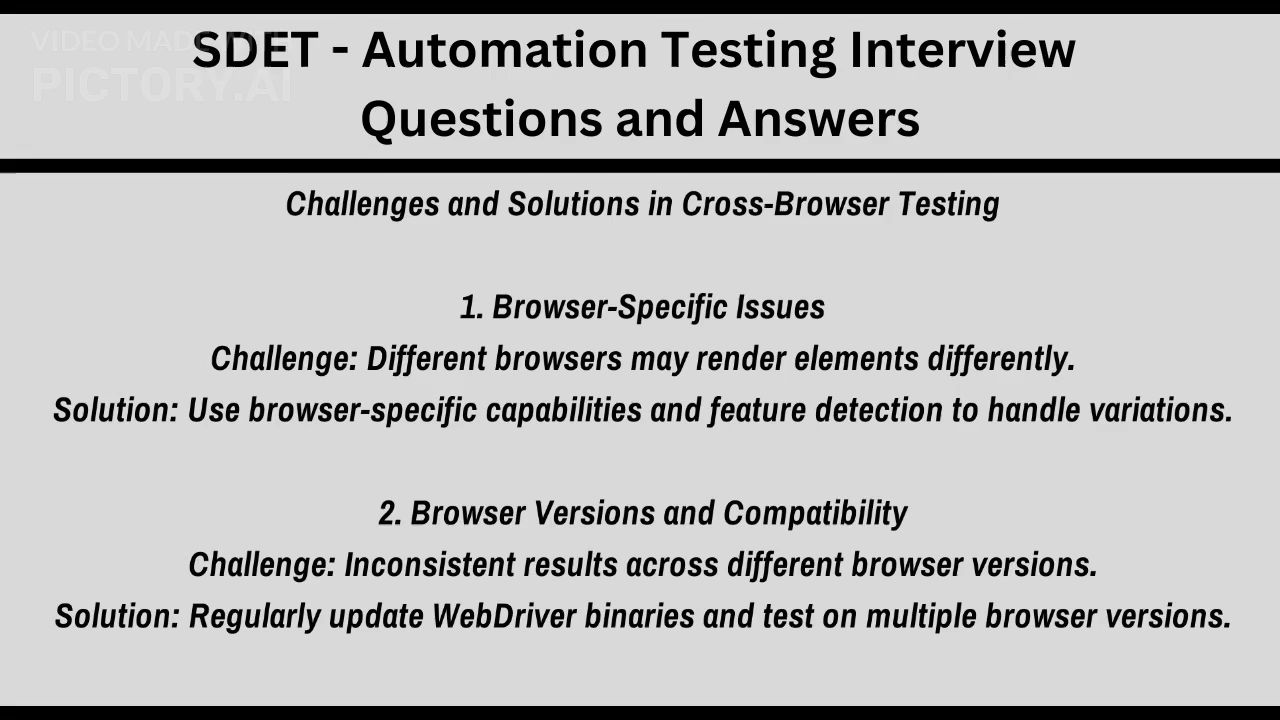 VIDEO MADE WITH
PICTORY.AI
SDET - Automation Testing Interview
Questions and Answers
Challenges and Solutions in Cross-Browser Testing
1. Browser-Specific Issues
Challenge: Different browsers may render elements differently.
Solution: Use browser-specific capabilities and feature detection to handle variations.
2. Browser Versions and Compatibility
Challenge: Inconsistent results across different browser versions.
Solution: Regularly update WebDriver binaries and test on multiple browser versions.